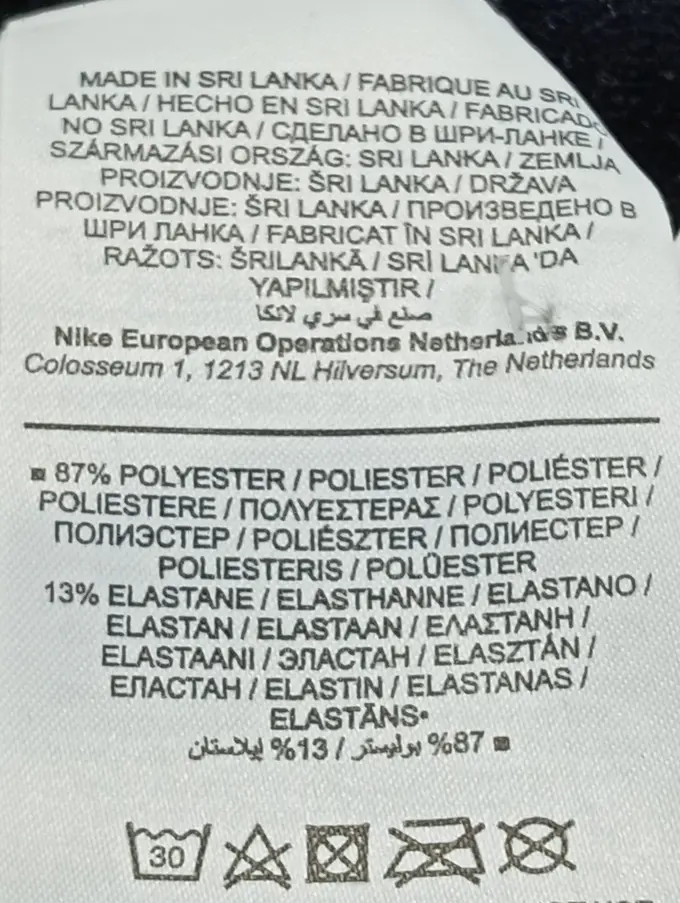 MADE IN SRI LANKA / FABRIQUE AU SRI
LANKA / HECHO EN SRI LANKA / FABRICADO
NO SRI LANKA / СДЕЛАНО В ШРИ-ЛАНКЕ /
SZÁRMAZÁSI ORSZÁG: SRI LANKA / ZEMLJA
PROIZVODNJE: ŠRI LANKA / DRŽAVA
PROIZVODNJE: ŠRI LANKA / ПРОИЗВЕДЕНО В
ШРИ ЛАНКА / FABRICAT ÎN SRI LANKA /
RAŽOTS: ŠRILANKĀ / SRİ LANKA 'DA
YAPILMIŞTIR /
صنع في سري لانكا
Nike European Operations Netherlands B.V.
Colosseum 1, 1213 NL Hilversum, The Netherlands
87% POLYESTER / POLIESTER / POLIÉSTER /
POLIESTERE / ΠΟΛΥΕΣΤΕΡΑΣ / POLYESTERI /
ПОЛИЭСТЕР / POLIÉSZTER / ПОЛИЕСТЕР /
POLIESTERIS / POLÜESTER
13% ELASTANE / ELASTHANNE / ELASTANO /
ELASTAN / ELASTAAN / ΕΛΑΣΤΑΝΗ /
ELASTAANI / ЭЛАСТАН / ELASZTÁN /
ЕЛАСТАН / ELASTIN / ELASTANAS /
ELASTĀNS•
87% بوليستر / 13% إيلاستان
30